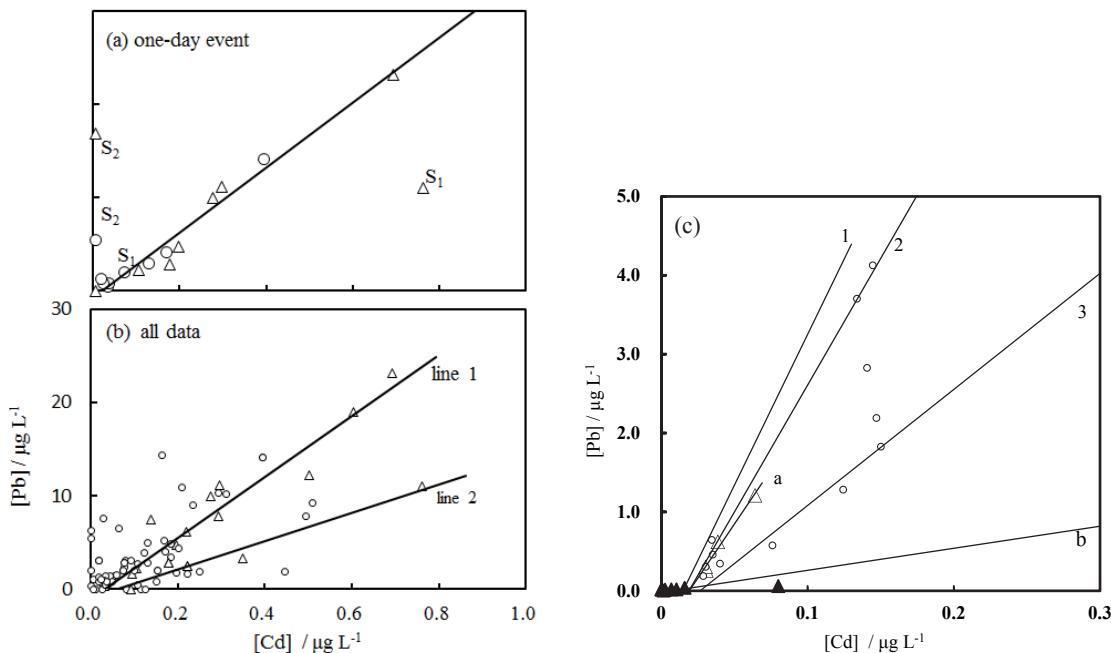 (a) one-day event
S2
S1
S2
S1
30
(b) all data
line 1
20
[Pb] / μg L-1
10
line 2
0
0.0 0.2 0.4 0.6 0.8 1.0
[Cd] / μg L-1
5.0
(c)
1
2
4.0
3
3.0
[Pb] / μg L-1
2.0
a
1.0
b
0.0
0 0.1 0.2 0.3
[Cd] / μg L-1